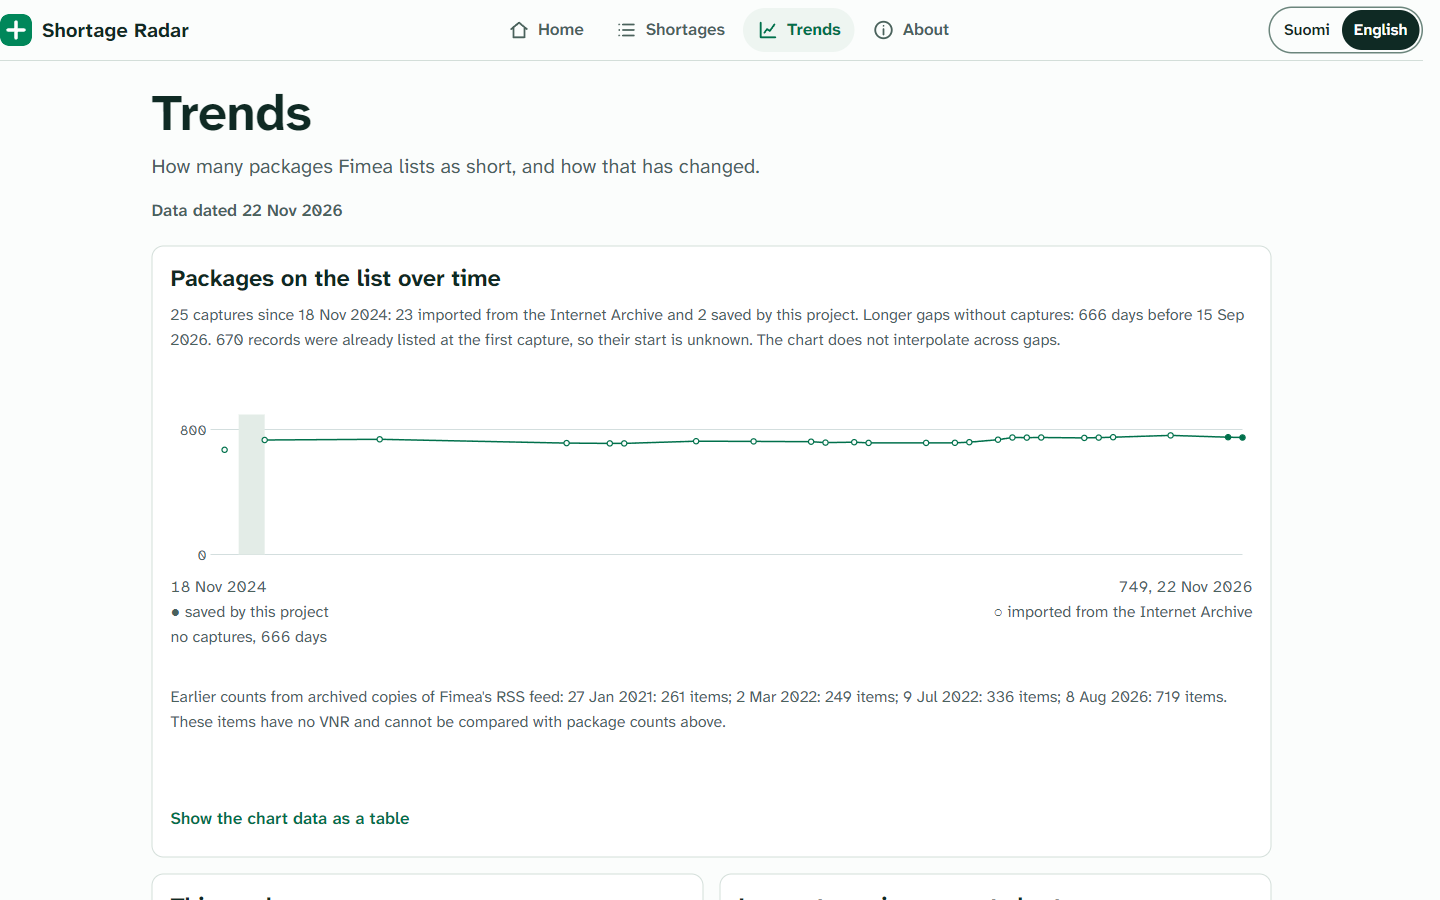 Shortage Radar
Home
Shortages
Trends
About
Suomi
English
Trends
How many packages Fimea lists as short, and how that has changed.
Data dated 22 Nov 2026
Packages on the list over time
25 captures since 18 Nov 2024: 23 imported from the Internet Archive and 2 saved by this project. Longer gaps without captures: 666 days before 15 Sep
2026. 670 records were already listed at the first capture, so their start is unknown. The chart does not interpolate across gaps.
800
0
18 Nov 2024
749, 22 Nov 2026
● saved by this project
○ imported from the Internet Archive
no captures, 666 days
Earlier counts from archived copies of Fimea's RSS feed: 27 Jan 2021: 261 items; 2 Mar 2022: 249 items; 9 Jul 2022: 336 items; 8 Aug 2026: 719 items.
These items have no VNR and cannot be compared with package counts above.
Show the chart data as a table